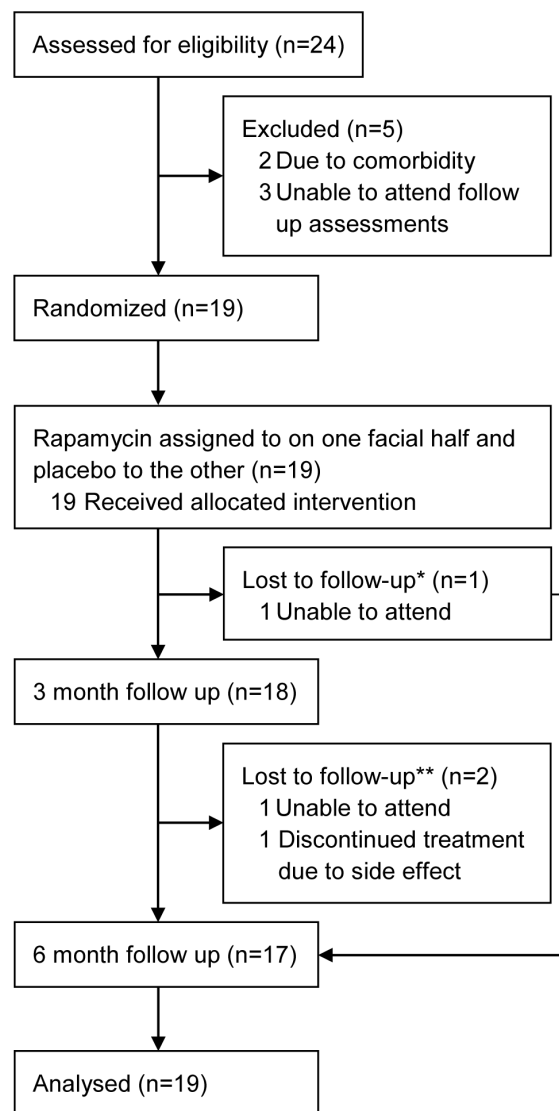 Assessed for eligibility (n=24)
Excluded (n=5)
2 Due to comorbidity
3 Unable to attend follow
up assessments
Randomized (n=19)
Rapamycin assigned to on one facial half and
placebo to the other (n=19)
19 Received allocated intervention
Lost to follow-up* (n=1)
1 Unable to attend
3 month follow up (n=18)
Lost to follow-up** (n=2)
1 Unable to attend
1 Discontinued treatment
due to side effect
6 month follow up (n=17)
Analysed (n=19)